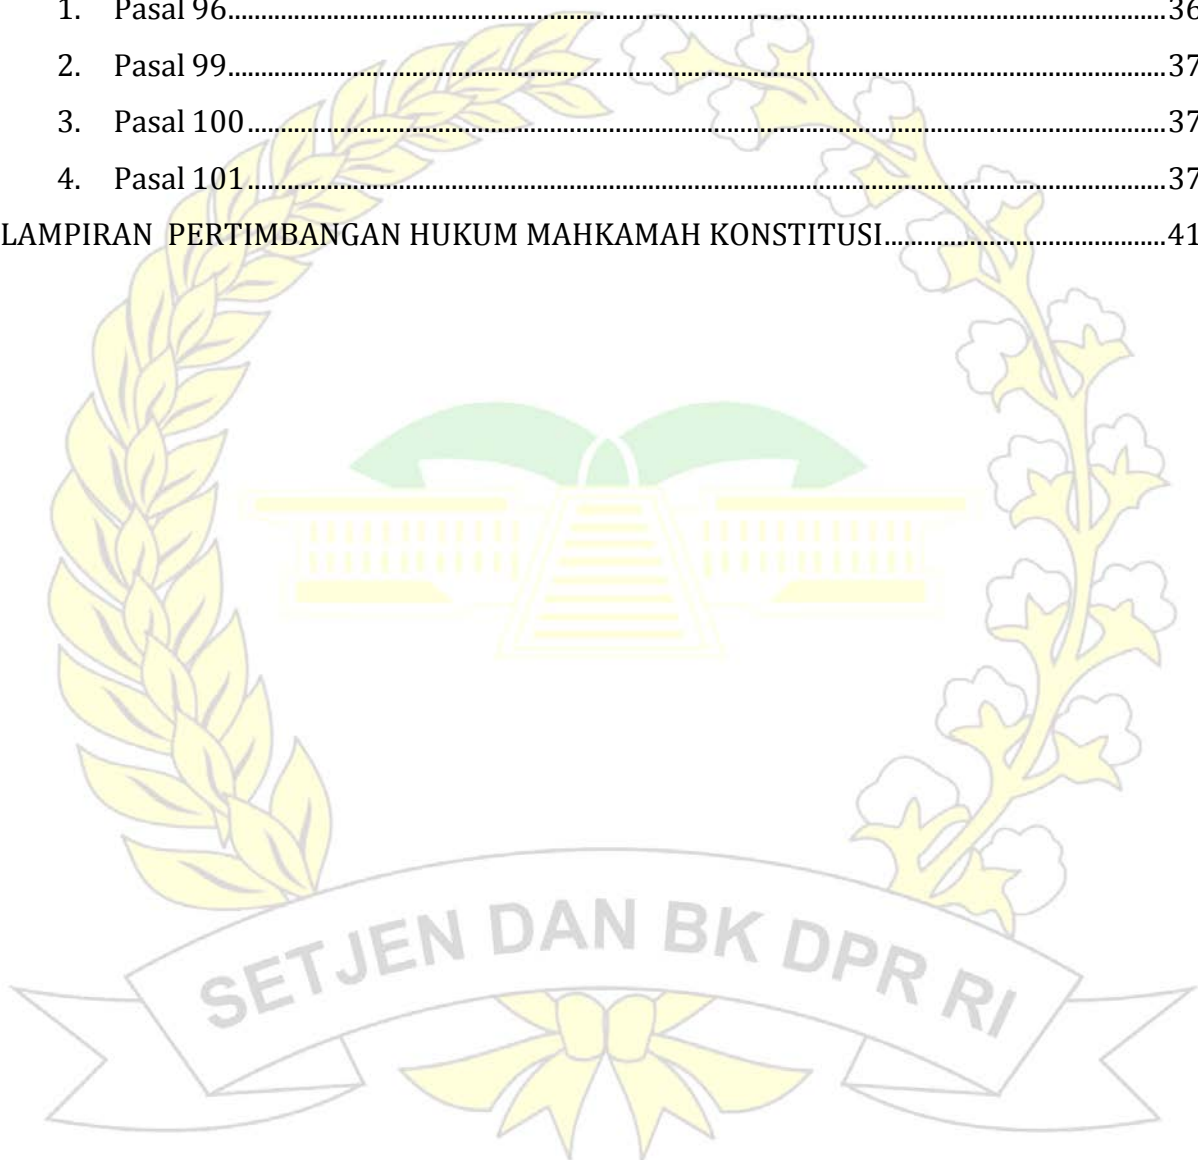 1. Pasal 96 36
2. Pasal 99 37
3. Pasal 100 37
4. Pasal 101 37
LAMPIRAN PERTIMBANGAN HUKUM MAHKAMAH KONSTITUSI 41
SETJEN DAN BK DPR RI